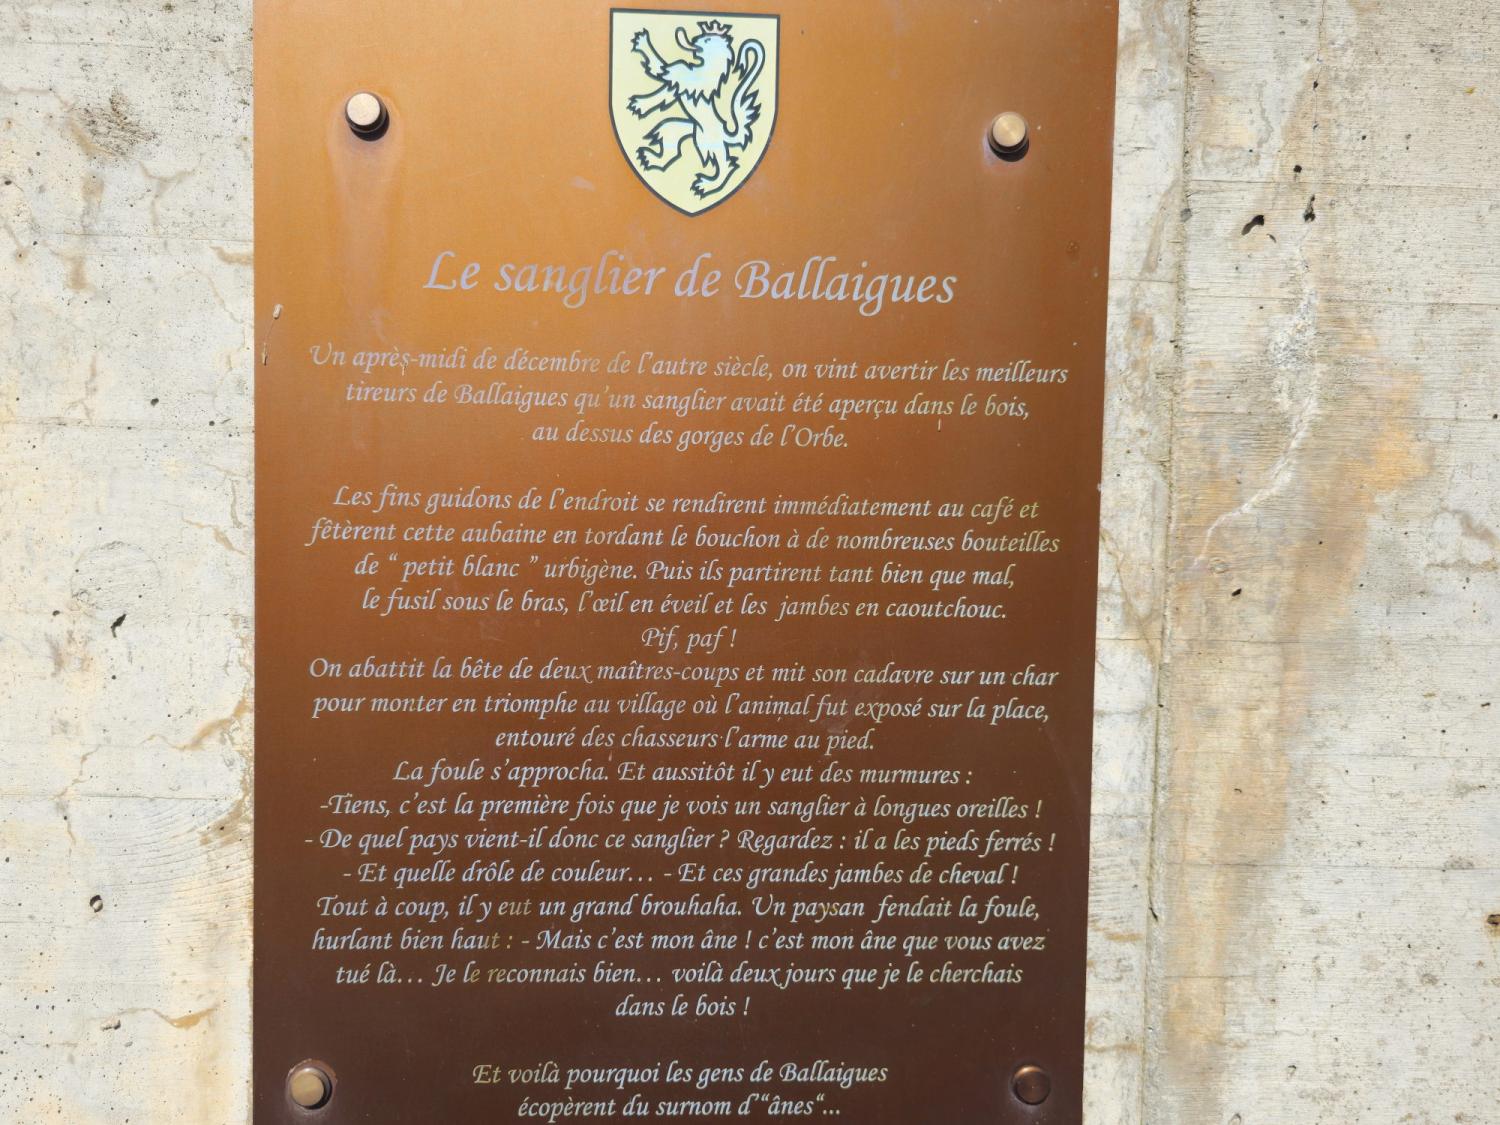 Le sanglier de Ballaigues
Un après-midi de décembre de l'autre siècle, on vint avertir les meilleurs
tireurs de Ballaigues qu'un sanglier avait été aperçu dans le bois,
au dessus des gorges de l'Orbe.
Les fins guidons de l'endroit se rendirent immédiatement au café et
fêtèrent cette aubaine en tordant le bouchon à de nombreuses bouteilles
de “ petit blanc ” urbigène. Puis ils partirent tant bien que mal,
le fusil sous le bras, l'œil en éveil et les jambes en caoutchouc.
Pif, paf !
On abattit la bête de deux maîtres-coups et mit son cadavre sur un char
pour monter en triomphe au village où l'animal fut exposé sur la place,
entouré des chasseurs l'arme au pied.
La foule s'approcha. Et aussitôt il y eut des murmures :
-Tiens, c'est la première fois que je vois un sanglier à longues oreilles !
- De quel pays vient-il donc ce sanglier ? Regardez : il a les pieds ferrés !
- Et quelle drôle de couleur… - Et ces grandes jambes de cheval !
Tout à coup, il y eut un grand brouhaha. Un paysan fendait la foule,
hurlant bien haut : - Mais c'est mon âne ! c'est mon âne que vous avez
tué là… Je le reconnais bien… voilà deux jours que je le cherchais
dans le bois !
Et voilà pourquoi les gens de Ballaigues
écopèrent du surnom d'“ânes“...